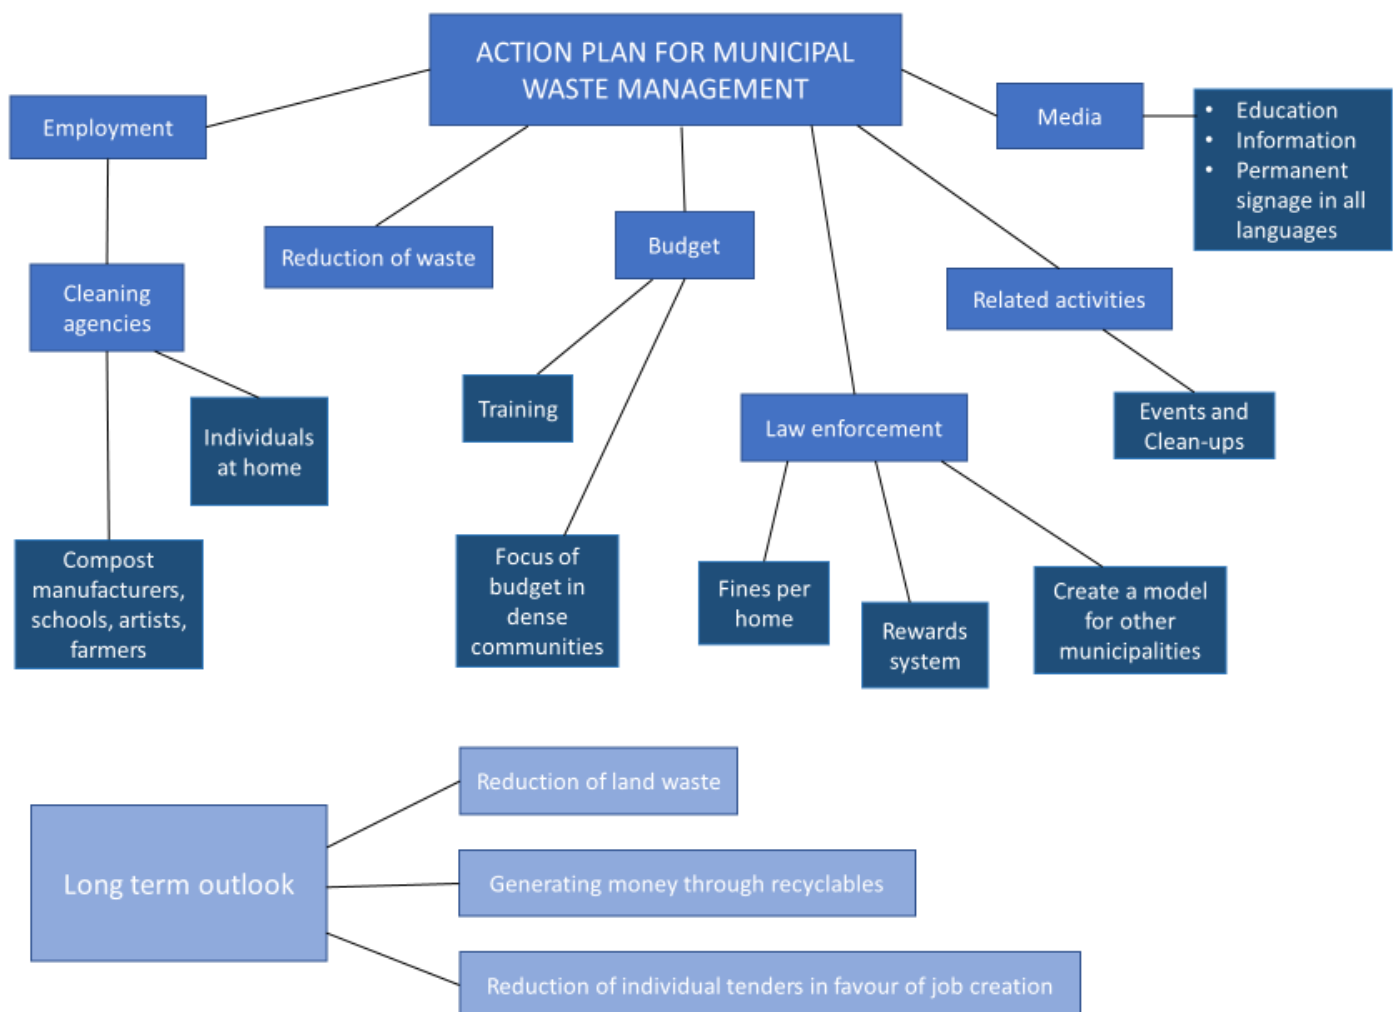 ACTION PLAN FOR MUNICIPAL
WASTE MANAGEMENT
Employment
Media
• Education
• Information
• Permanent
signage in all
languages
Reduction of waste
Budget
Related activities
Cleaning
agencies
Individuals
at home
Training
Law enforcement
Events and
Clean-ups
Compost
manufacturers,
schools, artists,
farmers
Focus of
budget in
dense
communities
Fines per
home
Rewards
system
Create a model
for other
municipalities
Long term outlook
Reduction of land waste
Generating money through recyclables
Reduction of individual tenders in favour of job creation